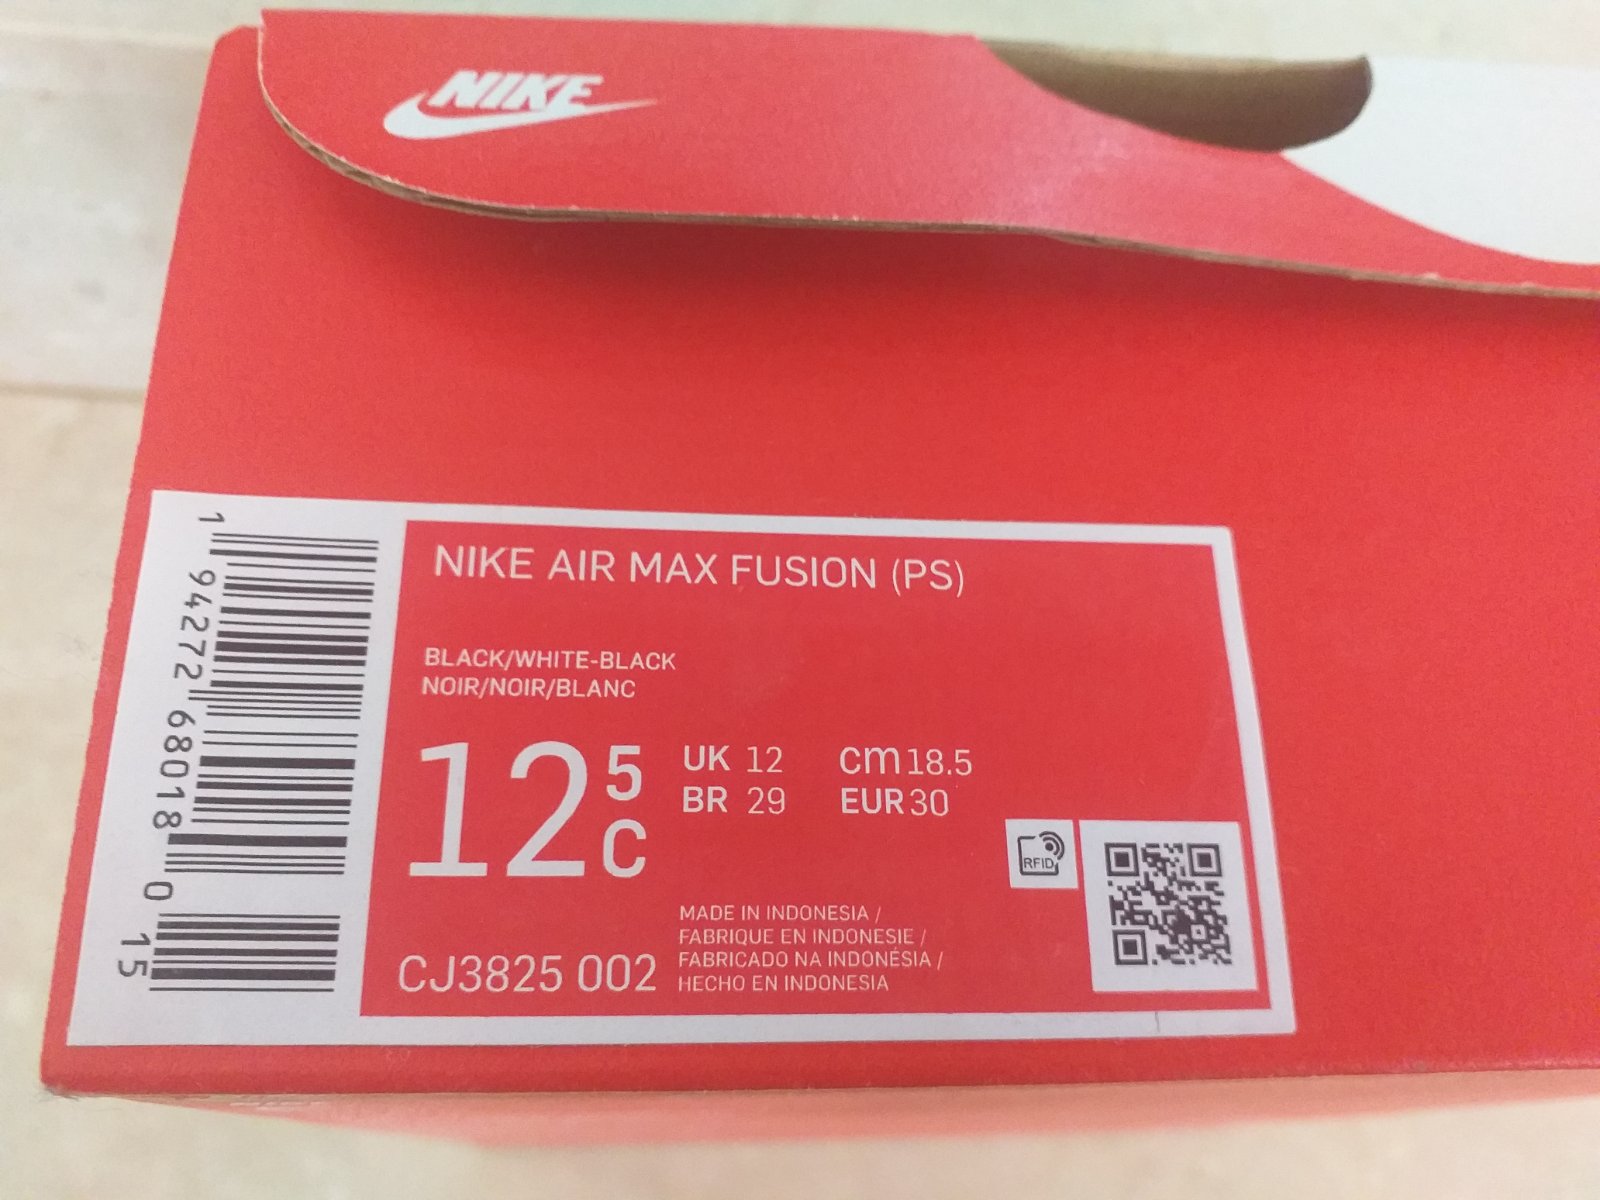 NIKE
NIKE AIR MAX FUSION (PS)
BLACK/WHITE-BLACK
NOIR/NOIR/BLANC
12 5 C
UK 12 cm 18.5
BR 29 EUR 30
RFID
CJ3825 002
MADE IN INDONESIA /
FABRIQUE EN INDONESIE /
FABRICADO NA INDONÉSIA /
HECHO EN INDONESIA
1 94272 68018 0 15